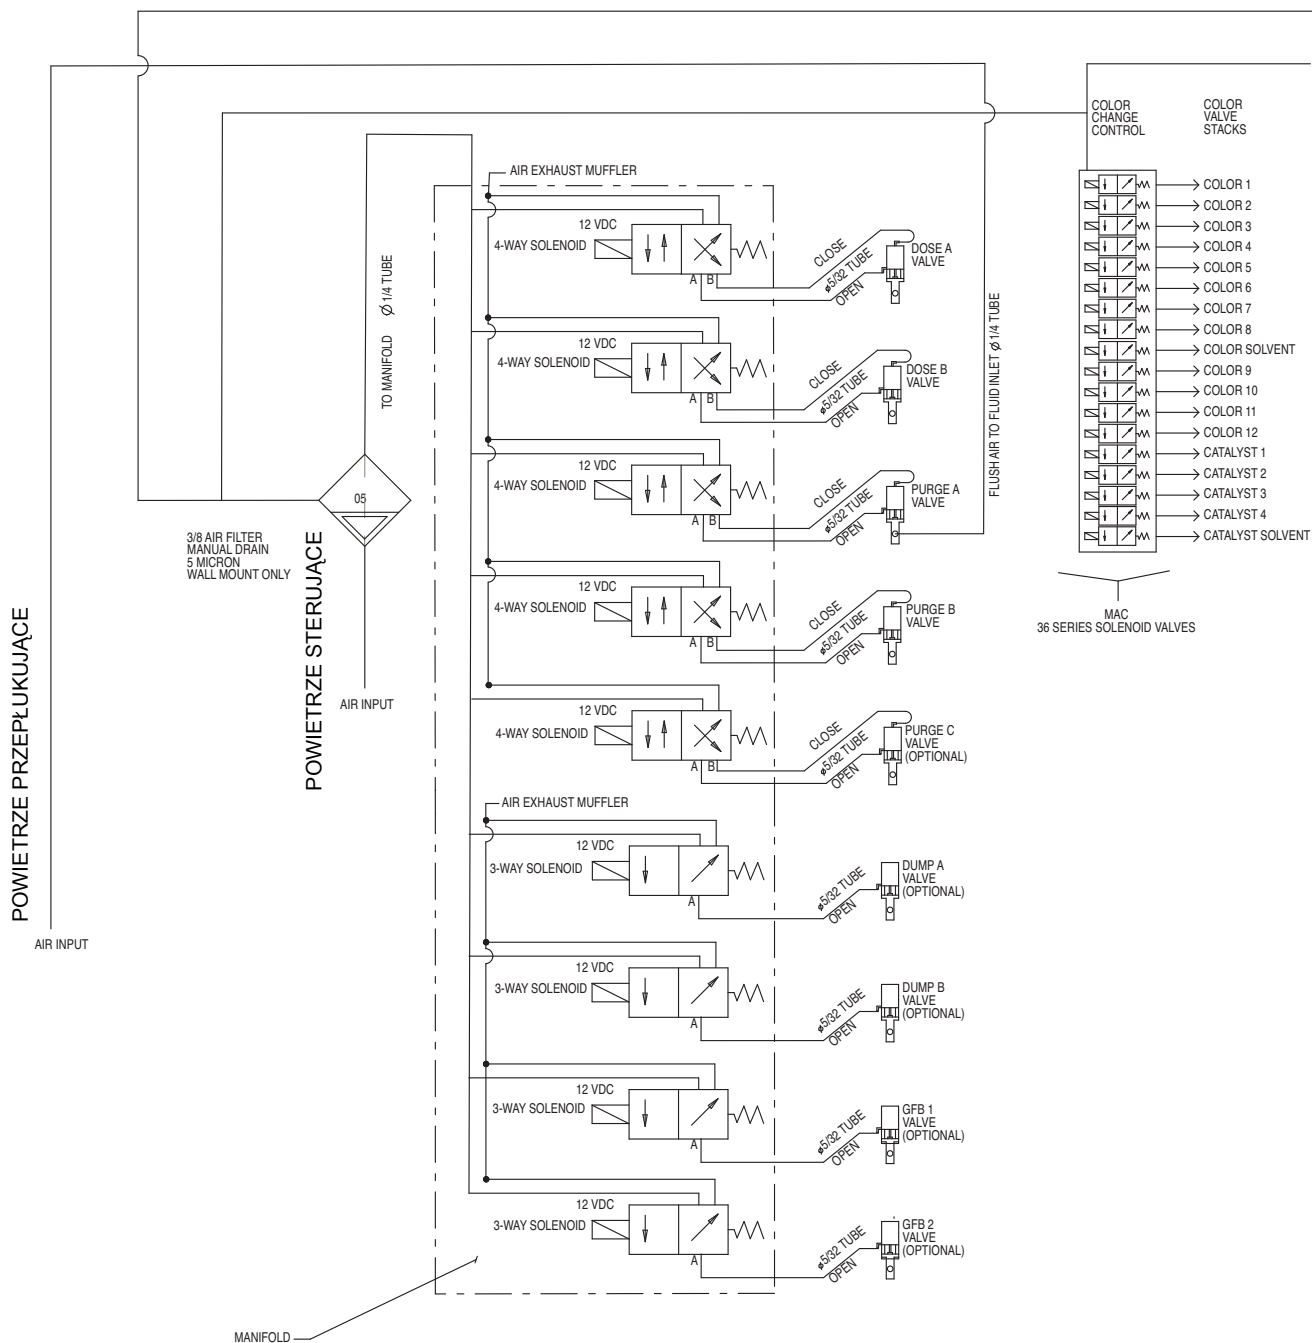 COLOR
CHANGE
CONTROL
COLOR
VALVE
STACKS
COLOR 1
COLOR 2
COLOR 3
COLOR 4
COLOR 5
COLOR 6
COLOR 7
COLOR 8
COLOR SOLVENT
COLOR 9
COLOR 10
COLOR 11
COLOR 12
CATALYST 1
CATALYST 2
CATALYST 3
CATALYST 4
CATALYST SOLVENT
MAC
36 SERIES SOLENOID VALVES
AIR EXHAUST MUFFLER
12 VDC
4-WAY SOLENOID
A B
CLOSE
ø5/32 TUBE
OPEN
DOSE A
VALVE
12 VDC
4-WAY SOLENOID
A B
CLOSE
ø5/32 TUBE
OPEN
DOSE B
VALVE
12 VDC
4-WAY SOLENOID
A B
CLOSE
ø5/32 TUBE
OPEN
PURGE A
VALVE
FLUSH AIR TO FLUID INLET Ø 1/4 TUBE
12 VDC
4-WAY SOLENOID
A B
CLOSE
ø5/32 TUBE
OPEN
PURGE B
VALVE
12 VDC
4-WAY SOLENOID
A B
CLOSE
ø5/32 TUBE
OPEN
PURGE C
VALVE
(OPTIONAL)
AIR EXHAUST MUFFLER
12 VDC
3-WAY SOLENOID
A
ø5/32 TUBE
OPEN
DUMP A
VALVE
(OPTIONAL)
12 VDC
3-WAY SOLENOID
A
ø5/32 TUBE
OPEN
DUMP B
VALVE
(OPTIONAL)
12 VDC
3-WAY SOLENOID
A
ø5/32 TUBE
OPEN
GFB 1
VALVE
(OPTIONAL)
12 VDC
3-WAY SOLENOID
A
ø5/32 TUBE
OPEN
GFB 2
VALVE
(OPTIONAL)
MANIFOLD
TO MANIFOLD Ø 1/4 TUBE
05
3/8 AIR FILTER
MANUAL DRAIN
5 MICRON
WALL MOUNT ONLY
POWIETRZE STERUJĄCE
AIR INPUT
POWIETRZE PRZEPŁUKUJĄCE
AIR INPUT